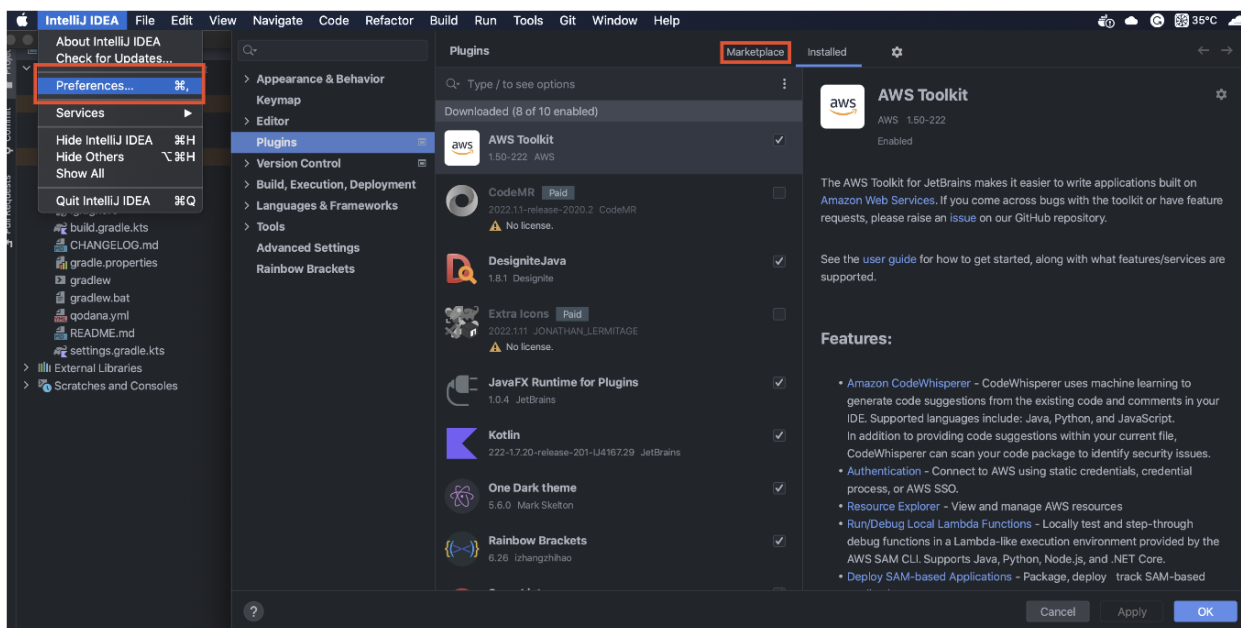 IntelliJ IDEA File Edit View Navigate Code Refactor Build Run Tools Git Window Help 35°C
About IntelliJ IDEA
Check for Updates...
Preferences... ⌘,
Services
Hide IntelliJ IDEA ⌘H
Hide Others ⌥⌘H
Show All
Quit IntelliJ IDEA ⌘Q
build.gradle.kts
CHANGELOG.md
gradle.properties
gradlew
gradlew.bat
qodana.yml
README.md
settings.gradle.kts
External Libraries
Scratches and Consoles
Commit
Pull Requests
Appearance & Behavior
Keymap
Editor
Plugins
Version Control
Build, Execution, Deployment
Languages & Frameworks
Tools
Advanced Settings
Rainbow Brackets
Plugins
Marketplace
Installed
Type / to see options
Downloaded (8 of 10 enabled)
aws
AWS Toolkit
1.50-222 AWS
CodeMR Paid
2022.1.1-release-2020.2 CodeMR
No license.
DesigniteJava
1.8.1 Designite
Extra Icons Paid
2022.1.11 JONATHAN_LERMITAGE
No license.
JavaFX Runtime for Plugins
1.0.4 JetBrains
Kotlin
222-1.7.20-release-201-IJ4167.29 JetBrains
One Dark theme
5.6.0 Mark Skelton
Rainbow Brackets
6.26 izhangzhihao
aws
AWS Toolkit
AWS 1.50-222
Enabled
The AWS Toolkit for JetBrains makes it easier to write applications built on
Amazon Web Services. If you come across bugs with the toolkit or have feature
requests, please raise an issue on our GitHub repository.
See the user guide for how to get started, along with what features/services are
supported.
Features:
• Amazon CodeWhisperer - CodeWhisperer uses machine learning to
generate code suggestions from the existing code and comments in your
IDE. Supported languages include: Java, Python, and JavaScript.
In addition to providing code suggestions within your current file,
CodeWhisperer can scan your code package to identify security issues.
• Authentication - Connect to AWS using static credentials, credential
process, or AWS SSO.
• Resource Explorer - View and manage AWS resources
• Run/Debug Local Lambda Functions - Locally test and step-through
debug functions in a Lambda-like execution environment provided by the
AWS SAM CLI. Supports Java, Python, Node.js, and .NET Core.
• Deploy SAM-based Applications - Package, deploy track SAM-based
?
Cancel
Apply
OK